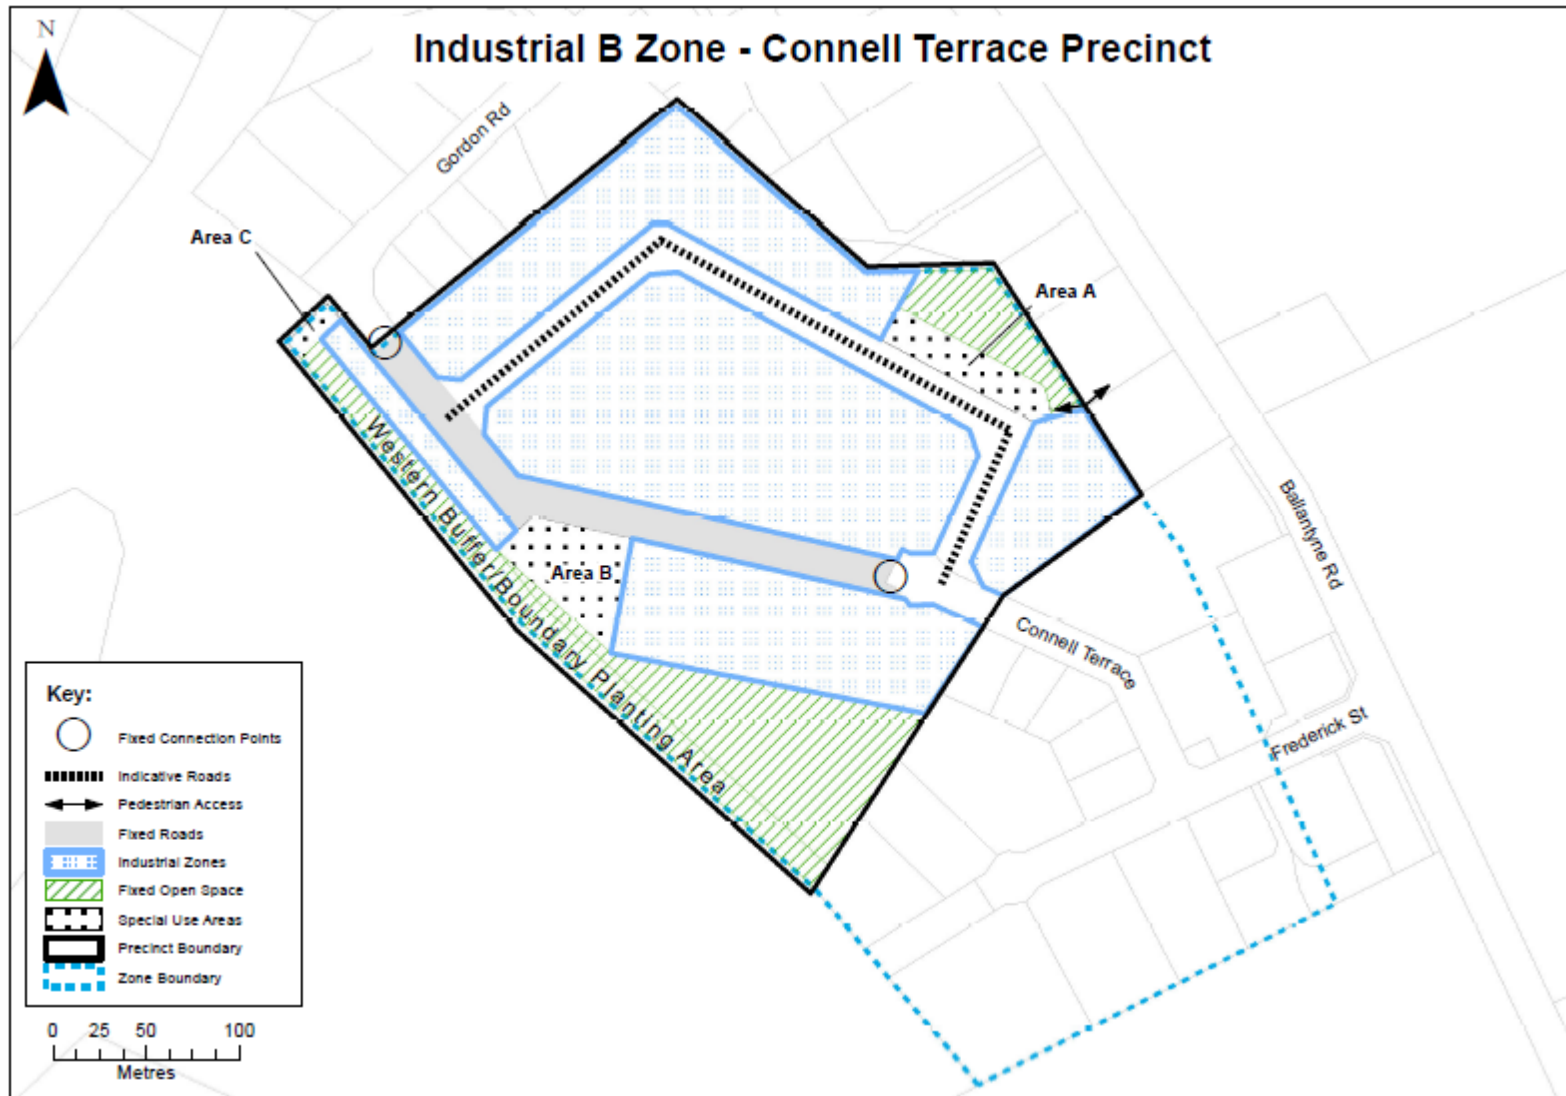 N
Industrial B Zone - Connell Terrace Precinct
Gordon Rd
Area C
Area A
Western Buffer/Boundary Planting Area
Area B
Ballantyne Rd
Connell Terrace
Frederick St
Key:
Fixed Connection Points
Indicative Roads
Pedestrian Access
Fixed Roads
Industrial Zones
Fixed Open Space
Special Use Areas
Precinct Boundary
Zone Boundary
0 25 50 100
Metres